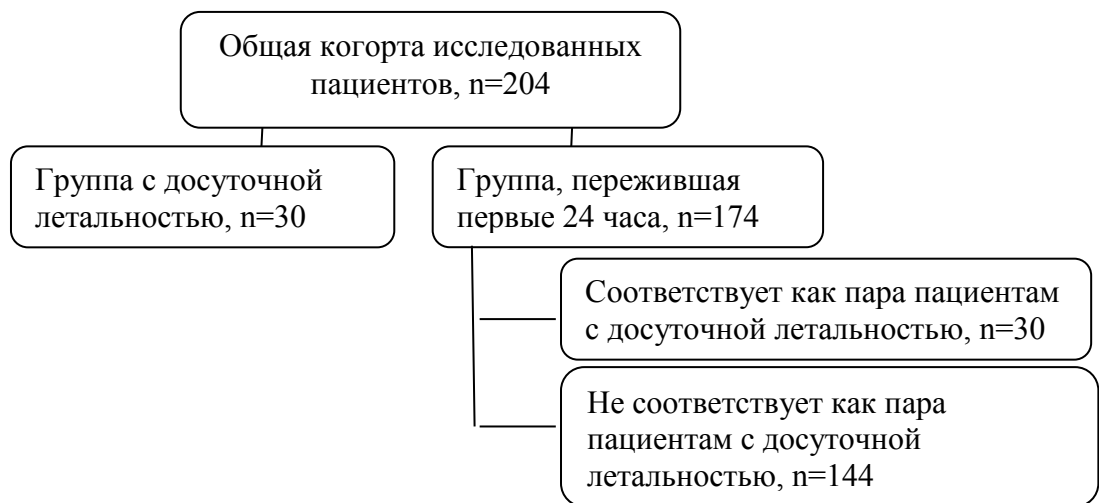 Общая когорта исследованных
пациентов, n=204
Группа с досуточной
летальностью, n=30
Группа, пережившая
первые 24 часа, n=174
Соответствует как пара пациентам
с досуточной летальностью, n=30
Не соответствует как пара
пациентам с досуточной
летальностью, n=144